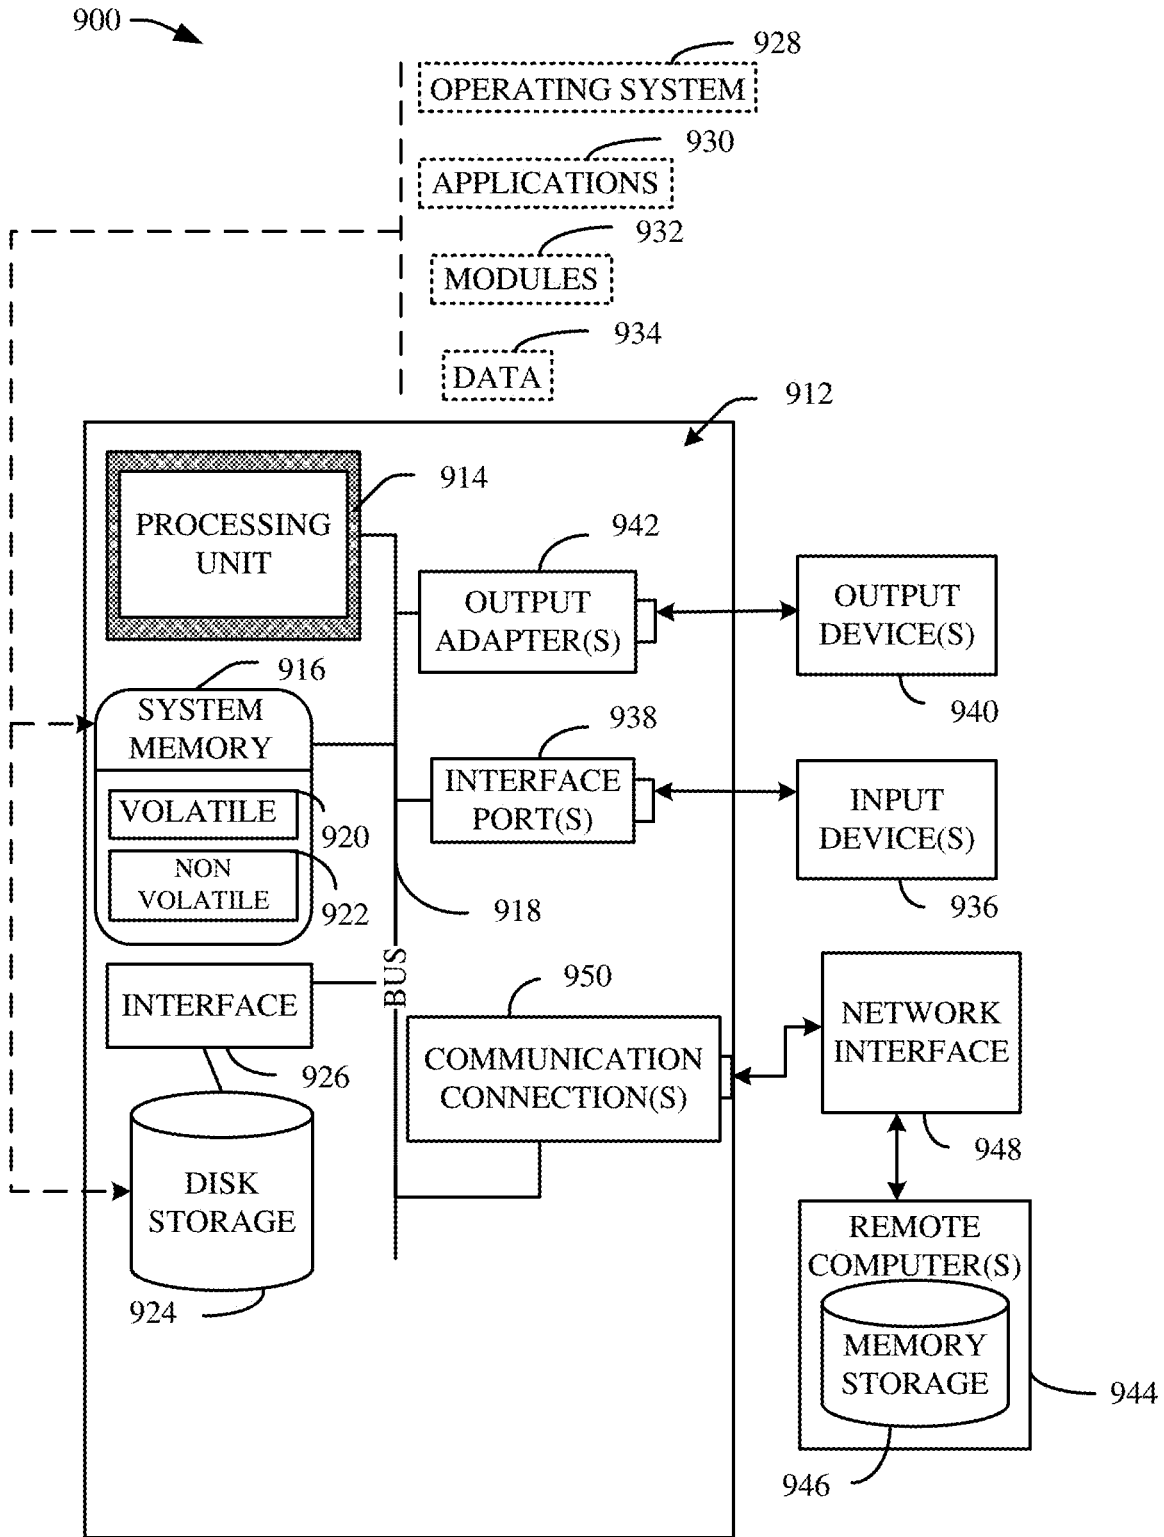 900
928
OPERATING SYSTEM
930
APPLICATIONS
932
MODULES
934
DATA
912
914
PROCESSING
UNIT
942
OUTPUT
ADAPTER(S)
OUTPUT
DEVICE(S)
940
916
SYSTEM
MEMORY
938
INTERFACE
PORT(S)
INPUT
DEVICE(S)
936
VOLATILE
920
NON
VOLATILE
922
918
BUS
INTERFACE
926
950
COMMUNICATION
CONNECTION(S)
NETWORK
INTERFACE
948
DISK
STORAGE
924
REMOTE
COMPUTER(S)
MEMORY
STORAGE
944
946